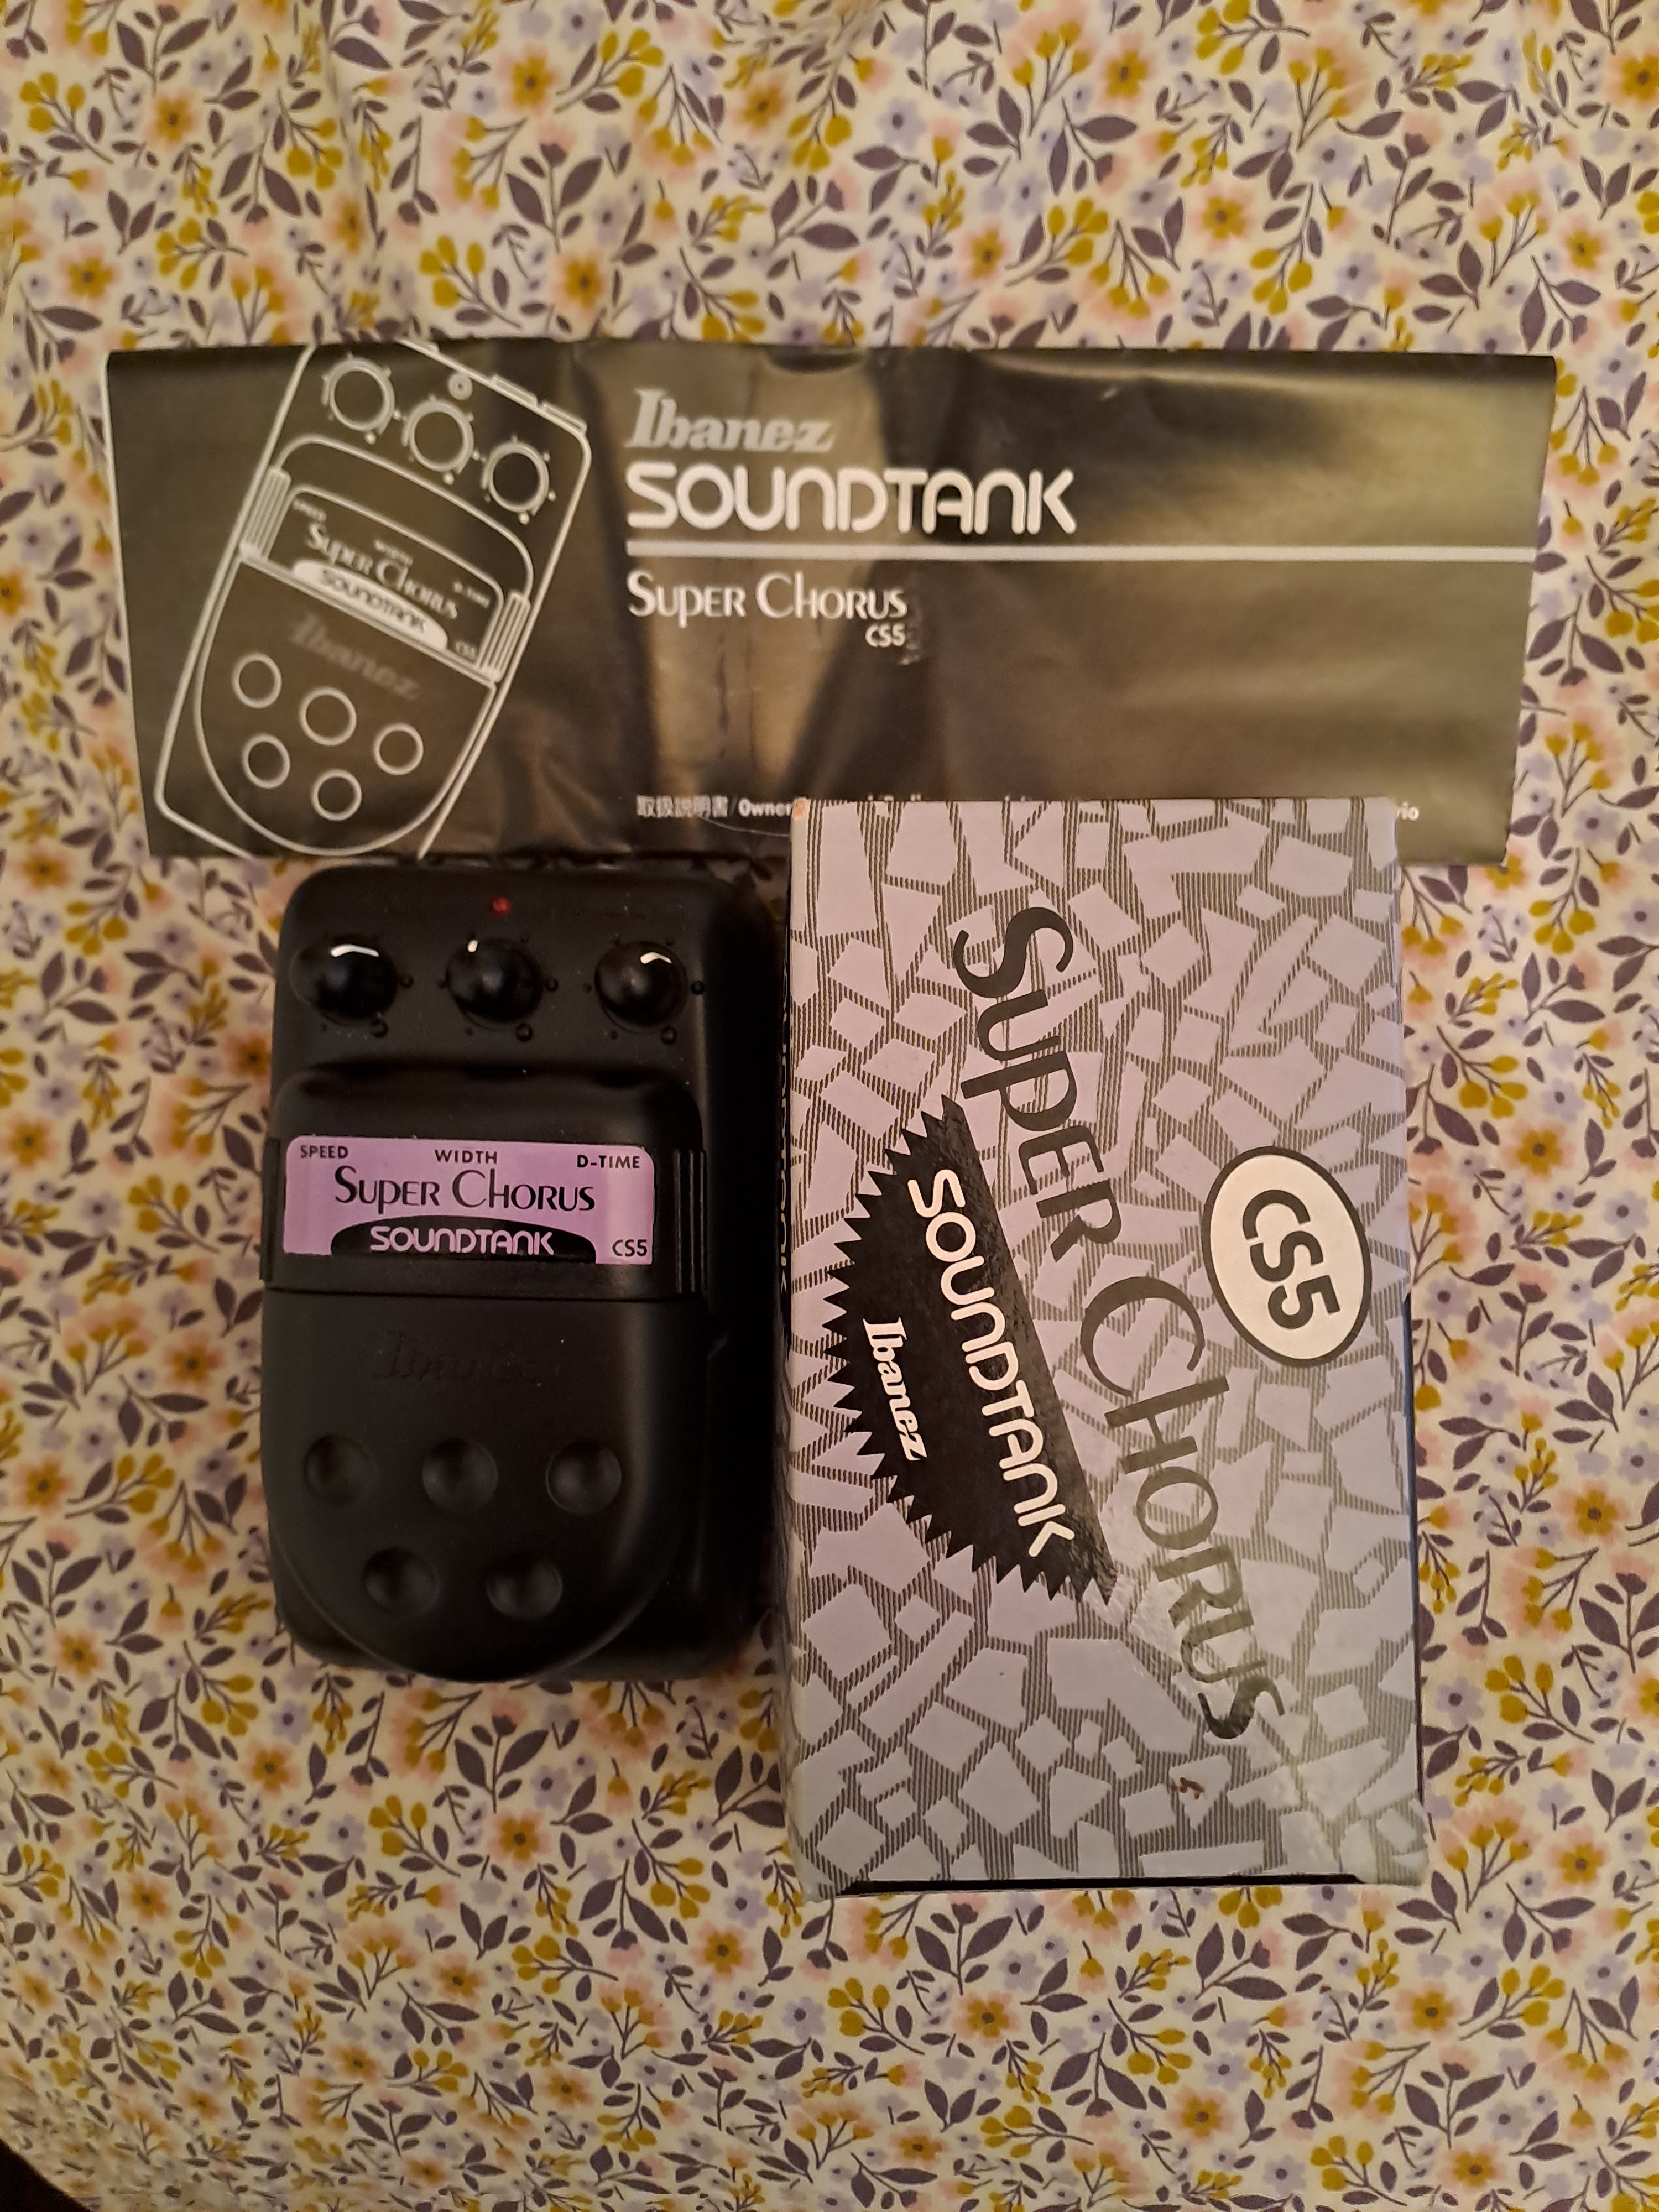 Ibanez
SOUNDTANK
SUPER CHORUS
CS5
SPEED
WIDTH
D-TIME
SUPER CHORUS
SOUNDTANK
CS5
Ibanez
取扱説明書/Owner
SPEED WIDTH D-TIME
SUPER CHORUS
SOUNDTANK CS5
Ibanez
SUPER CHORUS
CS5
SOUNDTANK
Ibanez